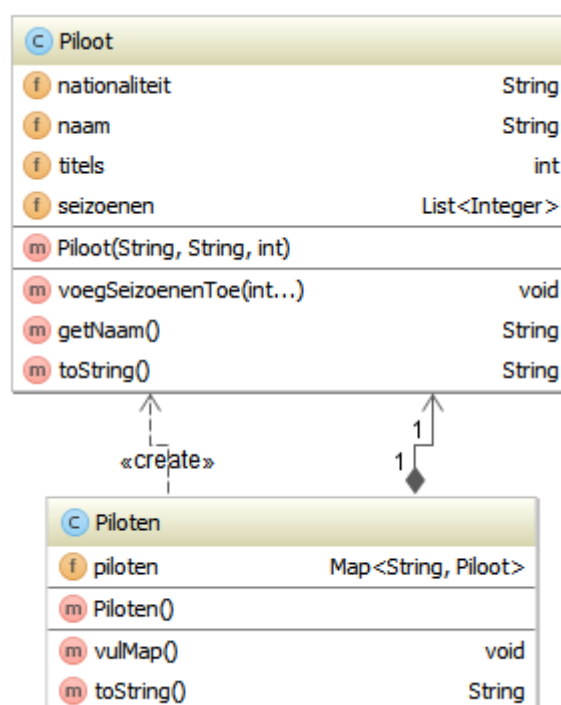 C Piloot
f nationaliteit String
f naam String
f titels int
f seizoenen List<Integer>
m Piloot(String, String, int)
m voegSeizoenenToe(int...) void
m getNaam() String
m toString() String
1
«create» 1
C Piloten
f piloten Map<String, Piloot>
m Piloten()
m vulMap() void
m toString() String